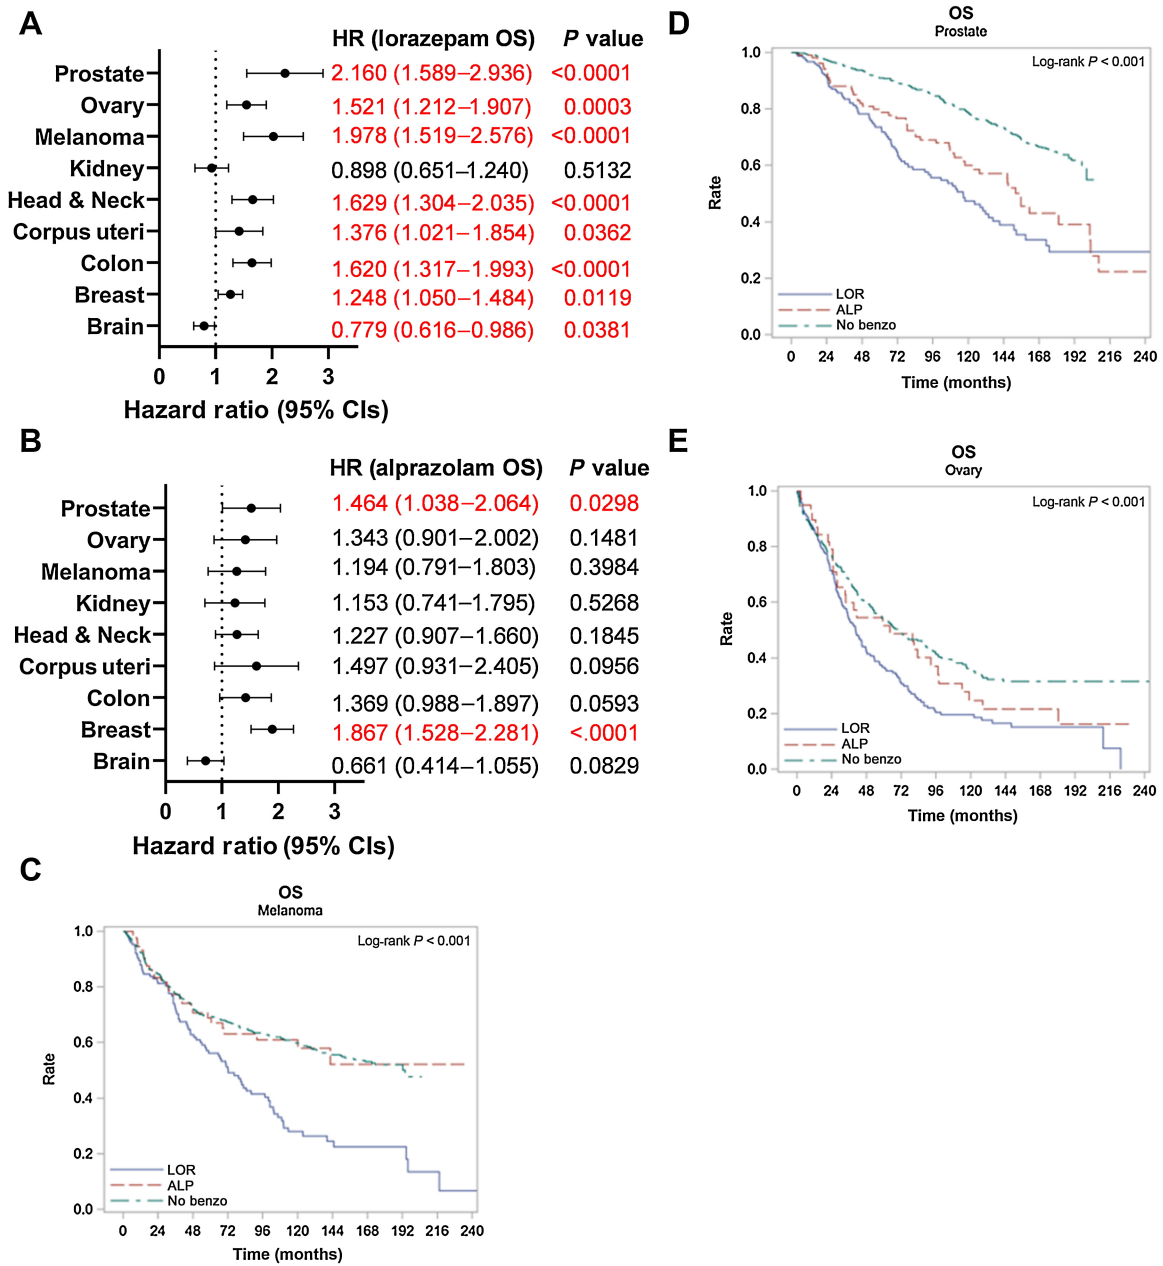 A
HR (lorazepam OS) P value
Prostate 2.160 (1.589–2.936) <0.0001
Ovary 1.521 (1.212–1.907) 0.0003
Melanoma 1.978 (1.519–2.576) <0.0001
Kidney 0.898 (0.651–1.240) 0.5132
Head & Neck 1.629 (1.304–2.035) <0.0001
Corpus uteri 1.376 (1.021–1.854) 0.0362
Colon 1.620 (1.317–1.993) <0.0001
Breast 1.248 (1.050–1.484) 0.0119
Brain 0.779 (0.616–0.986) 0.0381
0 1 2 3
Hazard ratio (95% CIs)
B
HR (alprazolam OS) P value
Prostate 1.464 (1.038–2.064) 0.0298
Ovary 1.343 (0.901–2.002) 0.1481
Melanoma 1.194 (0.791–1.803) 0.3984
Kidney 1.153 (0.741–1.795) 0.5268
Head & Neck 1.227 (0.907–1.660) 0.1845
Corpus uteri 1.497 (0.931–2.405) 0.0956
Colon 1.369 (0.988–1.897) 0.0593
Breast 1.867 (1.528–2.281) <.0001
Brain 0.661 (0.414–1.055) 0.0829
0 1 2 3
Hazard ratio (95% CIs)
C
OS
Melanoma
Log-rank P < 0.001
1.0
0.8
0.6
0.4
0.2
0.0
Rate
LOR
ALP
No benzo
0 24 48 72 96 120 144 168 192 216 240
Time (months)
D
OS
Prostate
Log-rank P < 0.001
1.0
0.8
0.6
0.4
0.2
0.0
Rate
LOR
ALP
No benzo
0 24 48 72 96 120 144 168 192 216 240
Time (months)
E
OS
Ovary
Log-rank P < 0.001
1.0
0.8
0.6
0.4
0.2
0.0
Rate
LOR
ALP
No benzo
0 24 48 72 96 120 144 168 192 216 240
Time (months)